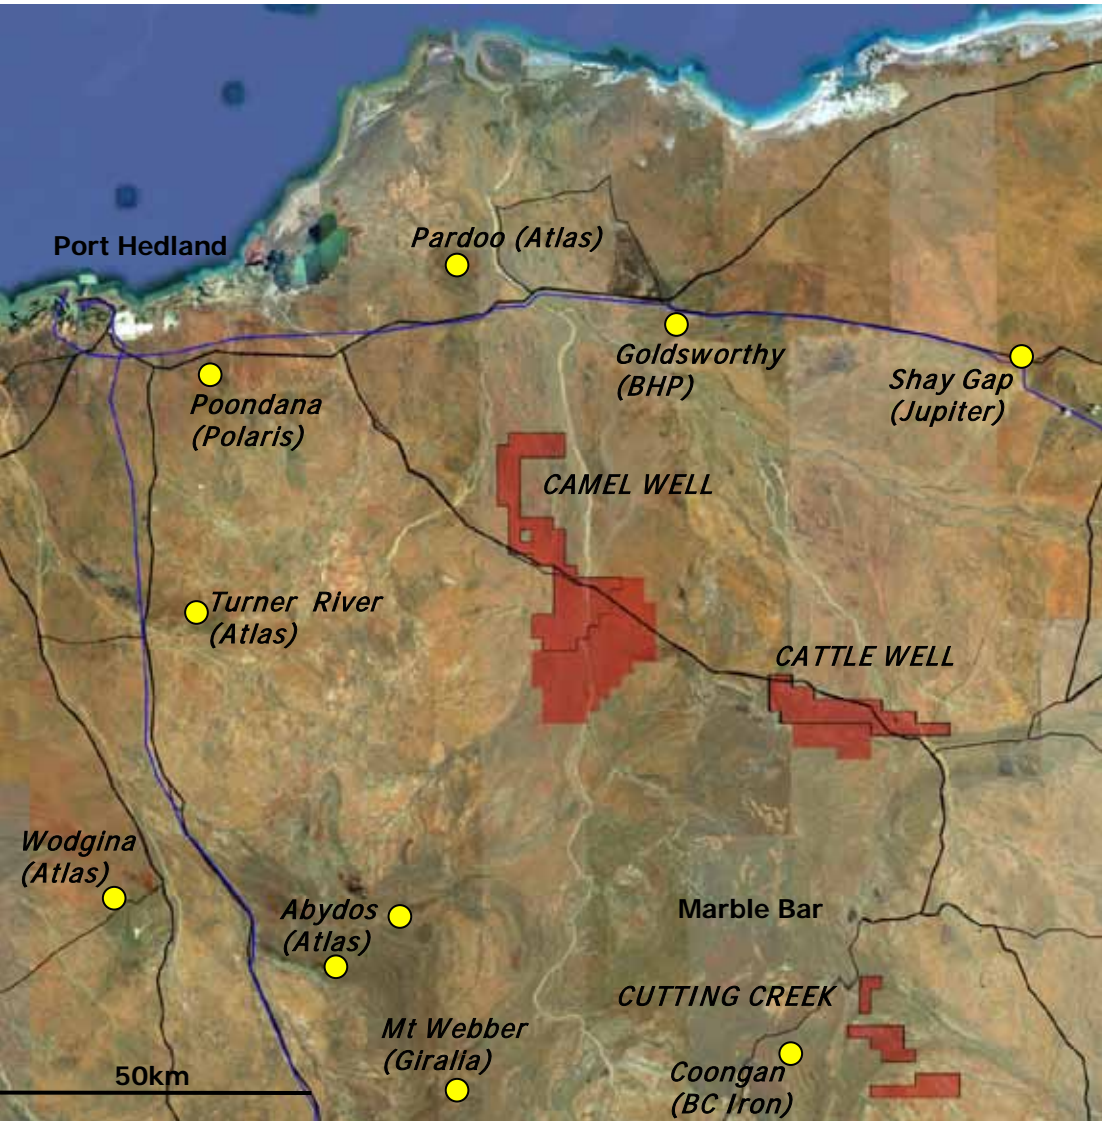 Port Hedland
Pardoo (Atlas)
Goldsworthy
(BHP)
Shay Gap
(Jupiter)
Poondana
(Polaris)
CAMEL WELL
Turner River
(Atlas)
CATTLE WELL
Wodgina
(Atlas)
Abydos
(Atlas)
Marble Bar
CUTTING CREEK
Mt Webber
(Giralia)
Coongan
(BC Iron)
50km